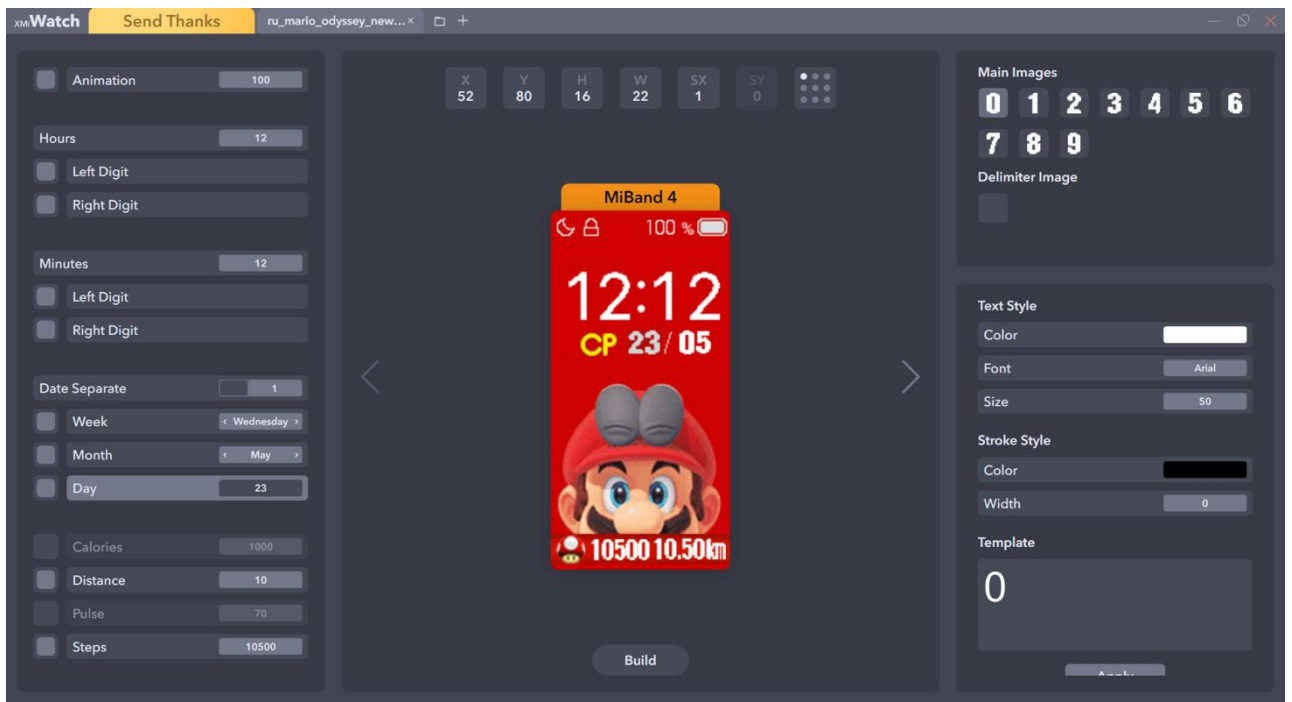 xMiWatch Send Thanks ru_mario_odyssey_new...× +
Animation 100
Hours 12
Left Digit
Right Digit
Minutes 12
Left Digit
Right Digit
Date Separate 1
Week ‹ Wednesday ›
Month ‹ May ›
Day 23
Calories 1000
Distance 10
Pulse 70
Steps 10500
X Y H W SX SY
52 80 16 22 1 0
MiBand 4
100 %
12:12
CP 23/05
10500 10.50km
Build
Main Images
0 1 2 3 4 5 6
7 8 9
Delimiter Image
Text Style
Color
Font Arial
Size 50
Stroke Style
Color
Width 0
Template
0
Apply